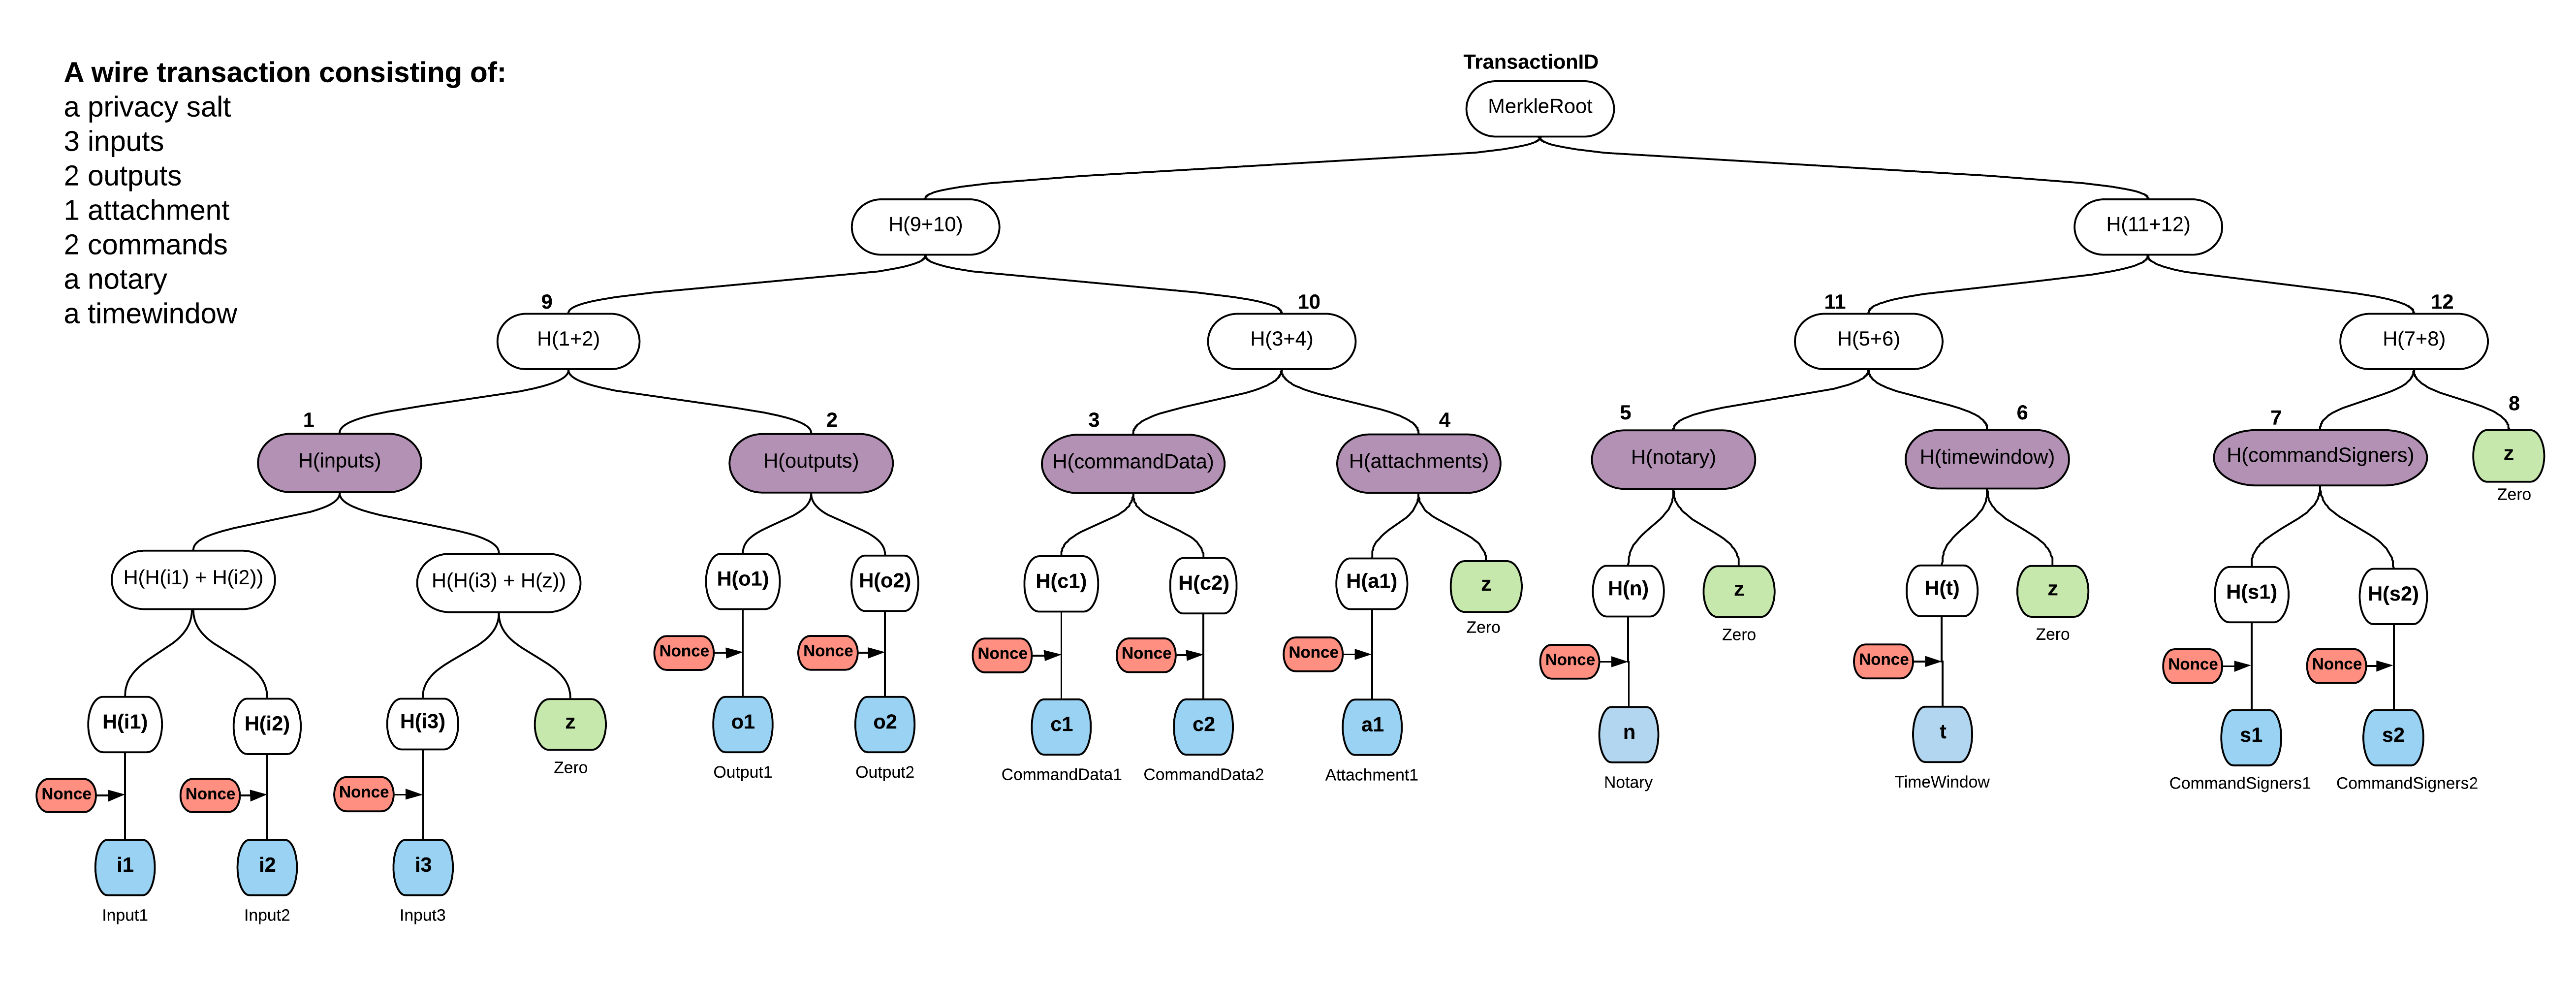 A wire transaction consisting of:
a privacy salt
3 inputs
2 outputs
1 attachment
2 commands
a notary
a timewindow
TransactionID
MerkleRoot
H(9+10)
H(11+12)
9
10
11
12
H(1+2)
H(3+4)
H(5+6)
H(7+8)
1
2
3
4
5
6
7
8
H(inputs)
H(outputs)
H(commandData)
H(attachments)
H(notary)
H(timewindow)
H(commandSigners)
z
Zero
H(H(i1) + H(i2))
H(H(i3) + H(z))
H(o1)
H(o2)
H(c1)
H(c2)
H(a1)
z
Zero
H(n)
z
Zero
H(t)
z
Zero
H(s1)
H(s2)
Nonce
Nonce
Nonce
Nonce
Nonce
Nonce
Nonce
Nonce
Nonce
H(i1)
H(i2)
H(i3)
z
Zero
o1
o2
c1
c2
a1
n
t
s1
s2
Output1
Output2
CommandData1
CommandData2
Attachment1
Notary
TimeWindow
CommandSigners1
CommandSigners2
Nonce
Nonce
Nonce
i1
i2
i3
Input1
Input2
Input3